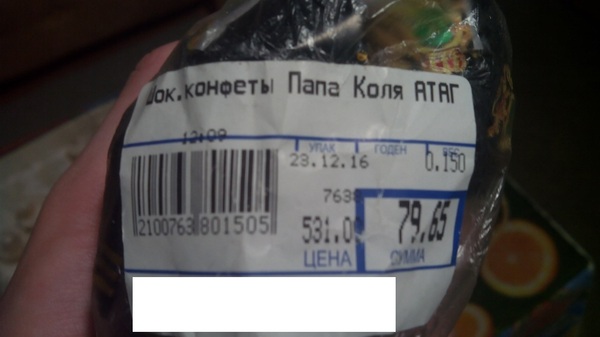 Шок.конфеты Папа Коля АТАГ
12:09
УПАК ГОДЕН ВЕС
23.12.16 0.150
7638
2100763801505
531.00 79.65
ЦЕНА СУММА